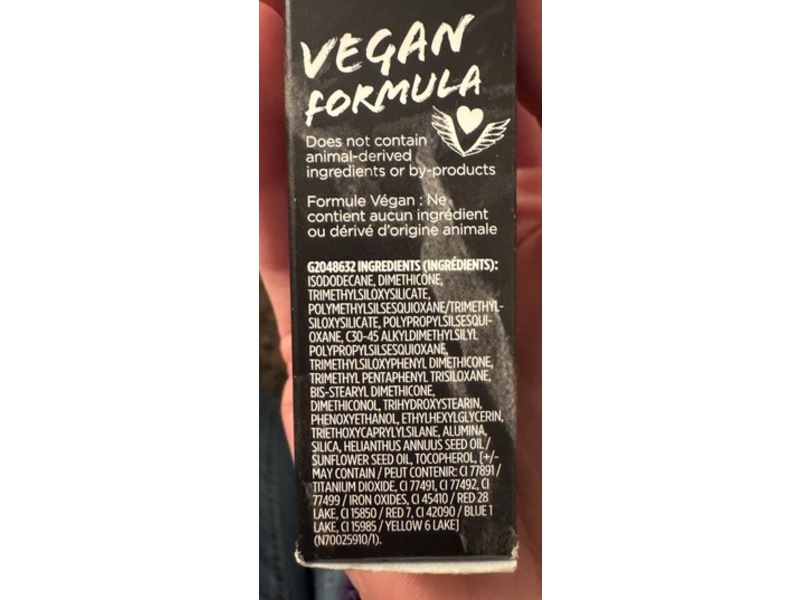 VEGAN
FORMULA
Does not contain
animal-derived
ingredients or by-products
Formule Végan : Ne
contient aucun ingrédient
ou dérivé d'origine animale
G2048632 INGREDIENTS (INGRÉDIENTS):
ISODODECANE, DIMETHICONE,
TRIMETHYLSILOXYSILICATE,
POLYMETHYLSILSESQUIOXANE/TRIMETHYL-
SILOXYSILICATE, POLYPROPYLSILSESQUI-
OXANE, C30-45 ALKYLDIMETHYLSILYL
POLYPROPYLSILSESQUIOXANE,
TRIMETHYLSILOXYPHENYL DIMETHICONE,
TRIMETHYL PENTAPHENYL TRISILOXANE,
BIS-STEARYL DIMETHICONE,
DIMETHICONOL, TRIHYDROXYSTEARIN,
PHENOXYETHANOL, ETHYLHEXYLGLYCERIN,
TRIETHOXYCAPRYLYLSILANE, ALUMINA,
SILICA, HELIANTHUS ANNUUS SEED OIL /
SUNFLOWER SEED OIL, TOCOPHEROL, [+/-
MAY CONTAIN / PEUT CONTENIR: CI 77891 /
TITANIUM DIOXIDE, CI 77491, CI 77492, CI
77499 / IRON OXIDES, CI 45410 / RED 28
LAKE, CI 15850 / RED 7, CI 42090 / BLUE 1
LAKE, CI 15985 / YELLOW 6 LAKE]
(N70025910/1).